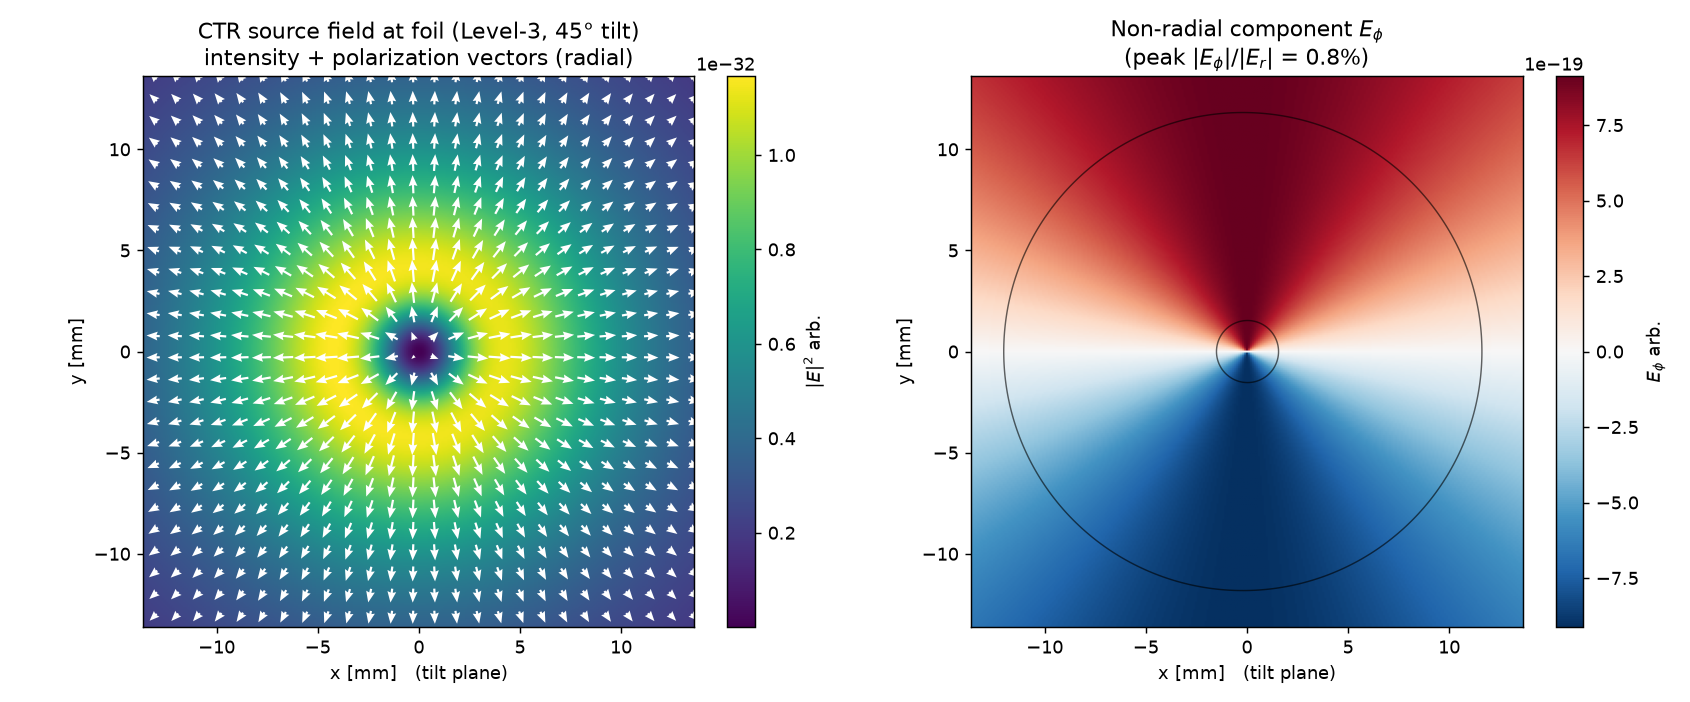 CTR source field at foil (Level-3, 45° tilt)
intensity + polarization vectors (radial)
1e−32
10
5
0
−5
−10
y [mm]
−10
−5
0
5
10
x [mm] (tilt plane)
1.0
0.8
0.6
0.4
0.2
|E|² arb.
Non-radial component Eϕ
(peak |Eϕ|/|Er| = 0.8%)
1e−19
10
5
0
−5
−10
y [mm]
−10
−5
0
5
10
x [mm] (tilt plane)
7.5
5.0
2.5
0.0
−2.5
−5.0
−7.5
Eϕ arb.